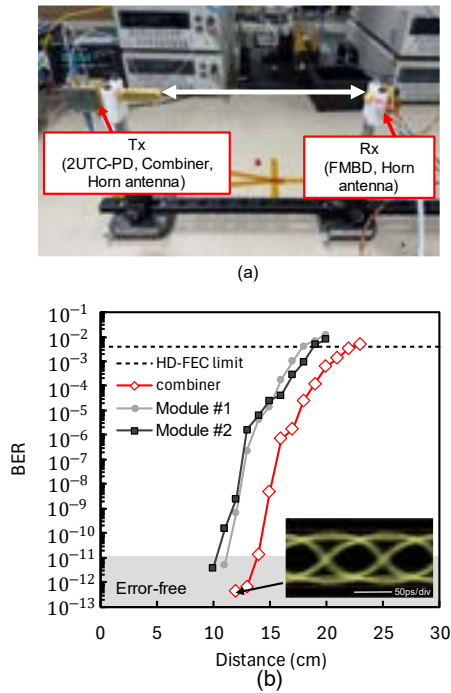 Tx
(2UTC-PD, Combiner,
Horn antenna)
Rx
(FMBD, Horn
antenna)
(a)
10⁻¹
10⁻²
10⁻³
10⁻⁴
10⁻⁵
10⁻⁶
10⁻⁷
10⁻⁸
10⁻⁹
10⁻¹⁰
10⁻¹¹
10⁻¹²
10⁻¹³
BER
HD-FEC limit
combiner
Module #1
Module #2
Error-free
50ps/div
0 5 10 15 20 25 30
Distance (cm)
(b)